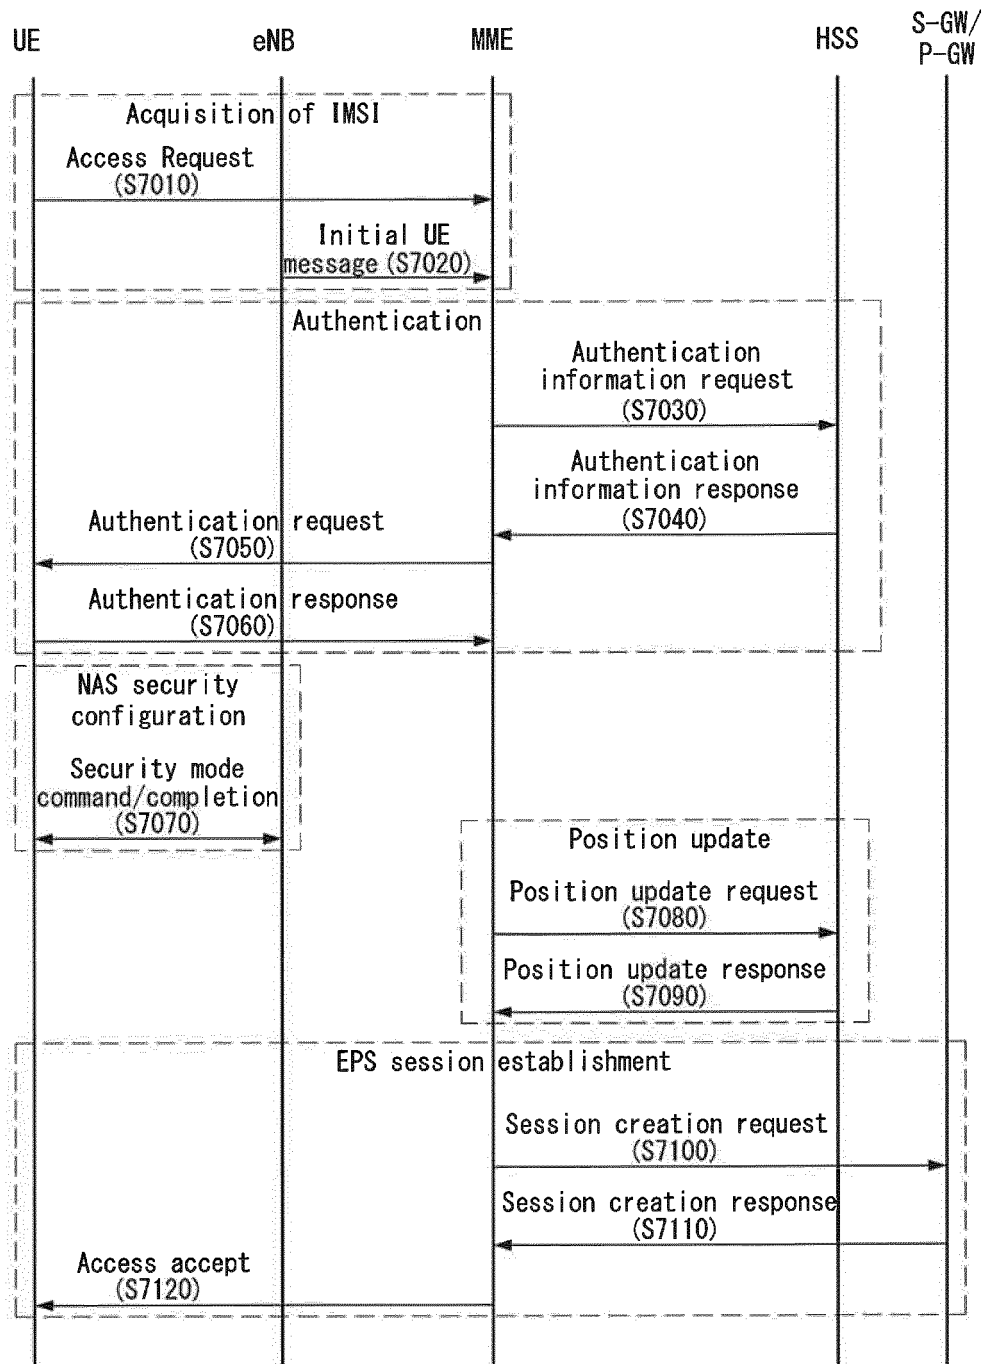 UE
eNB
MME
HSS
S-GW/
P-GW
Acquisition of IMSI
Access Request
(S7010)
Initial UE
message (S7020)
Authentication
Authentication
information request
(S7030)
Authentication
information response
(S7040)
Authentication request
(S7050)
Authentication response
(S7060)
NAS security
configuration
Security mode
command/completion
(S7070)
Position update
Position update request
(S7080)
Position update response
(S7090)
EPS session establishment
Session creation request
(S7100)
Session creation response
(S7110)
Access accept
(S7120)